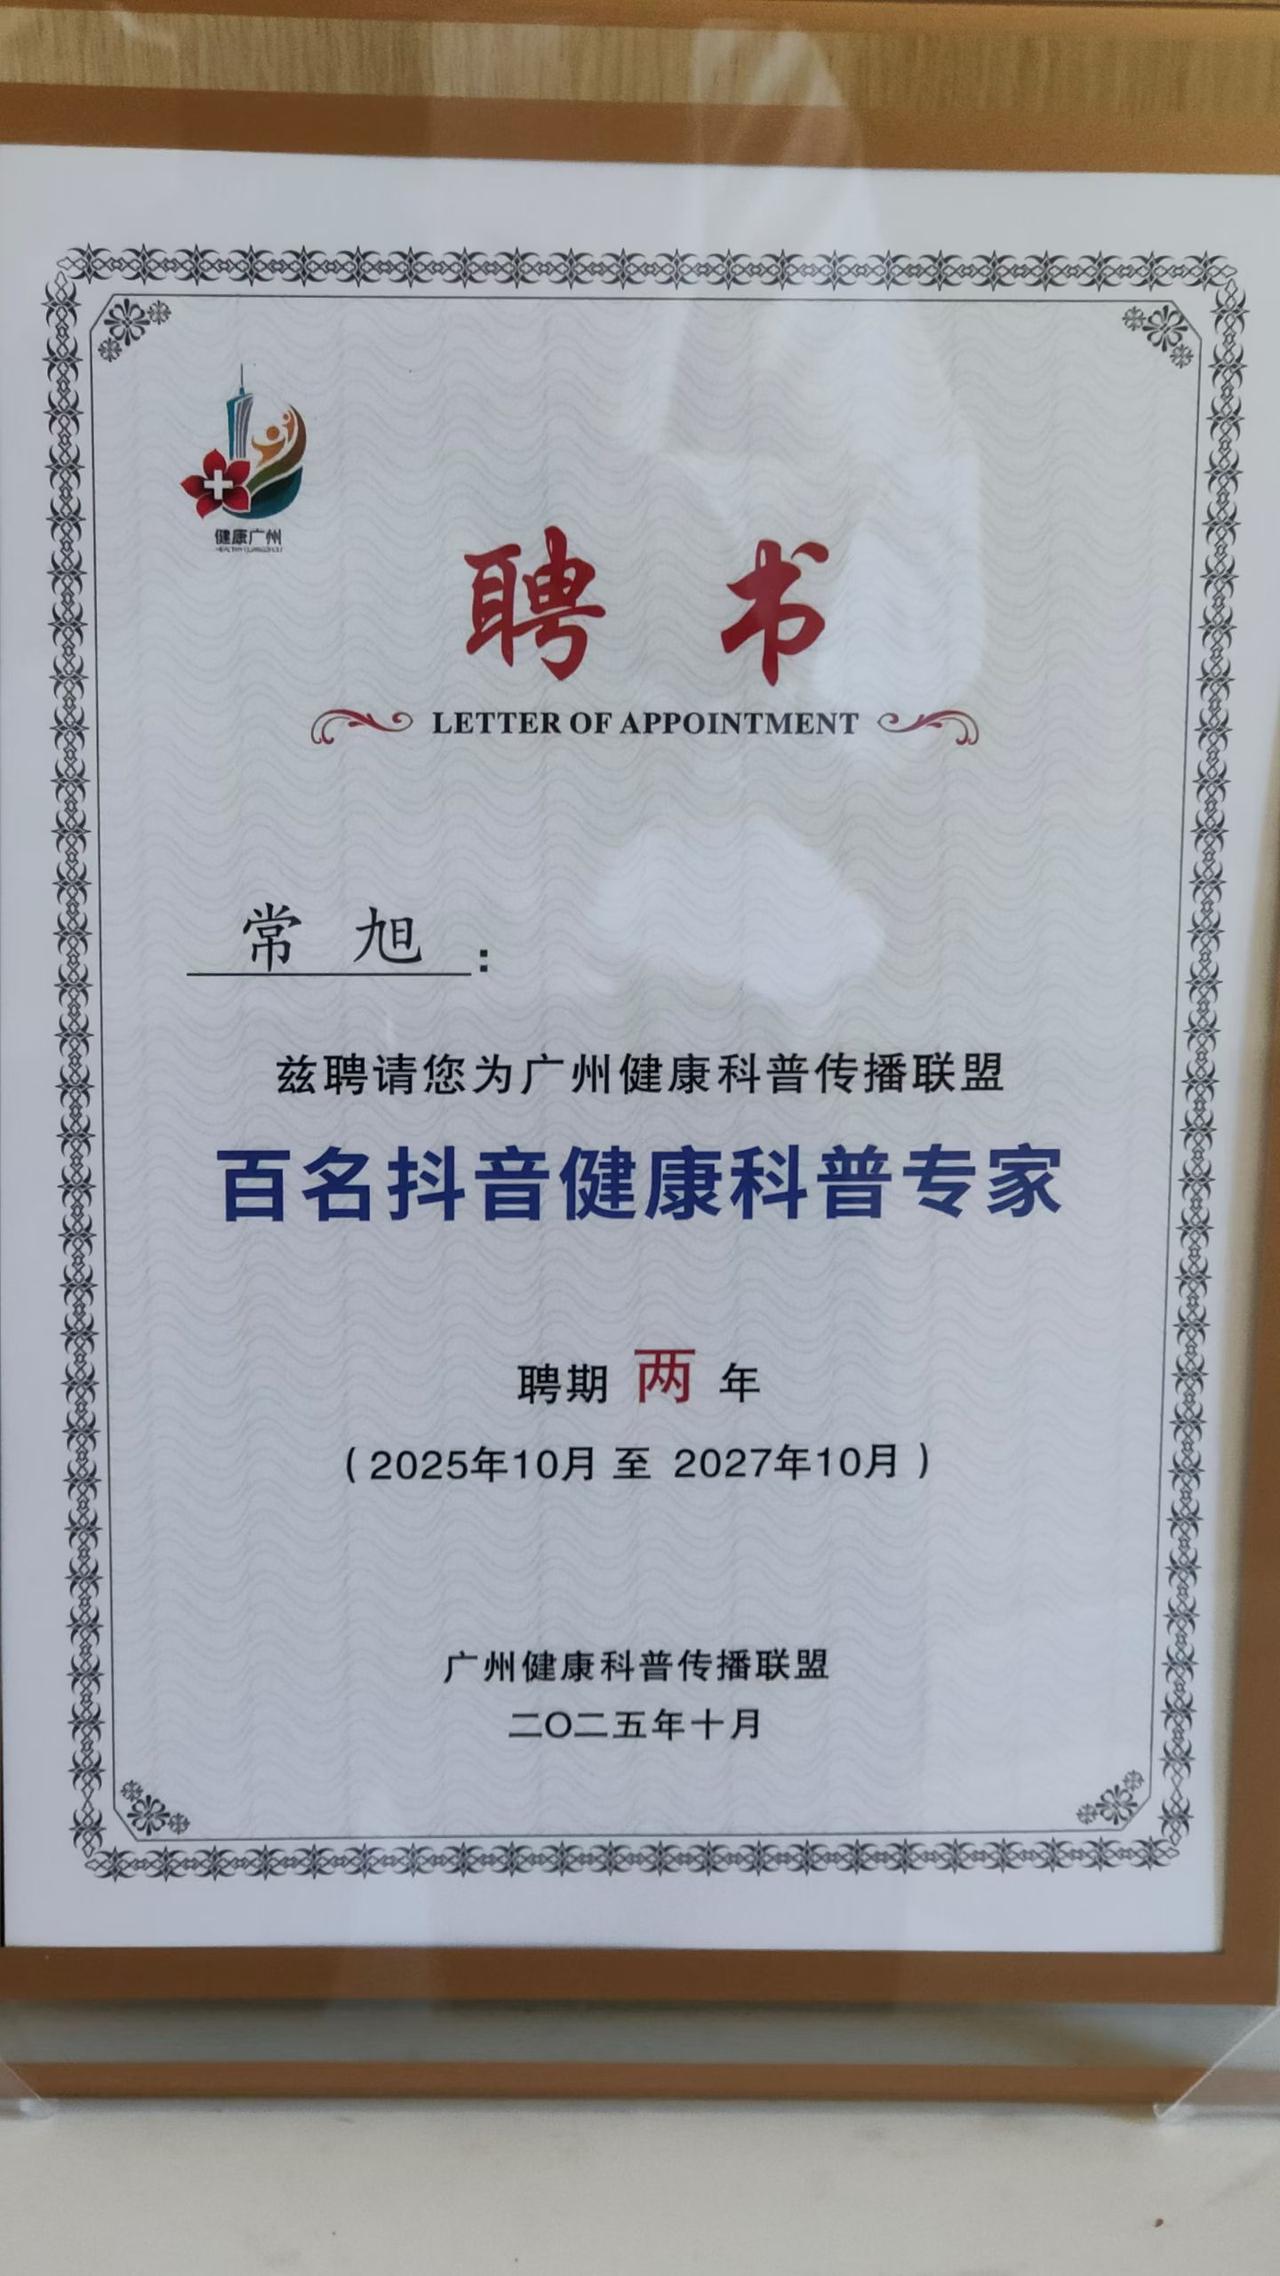 健康广州
HEALTHY GUANGZHOU
聘 书
LETTER OF APPOINTMENT
常 旭 ：
兹聘请您为广州健康科普传播联盟
百名抖音健康科普专家
聘期 两 年
（2025年10月 至 2027年10月）
广州健康科普传播联盟
二〇二五年十月